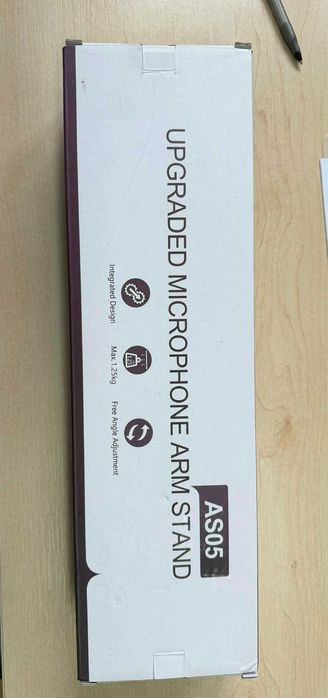 AS05
UPGRADED MICROPHONE ARM STAND
Integrated Design
Max 1.25kg
Free Angle Adjustment